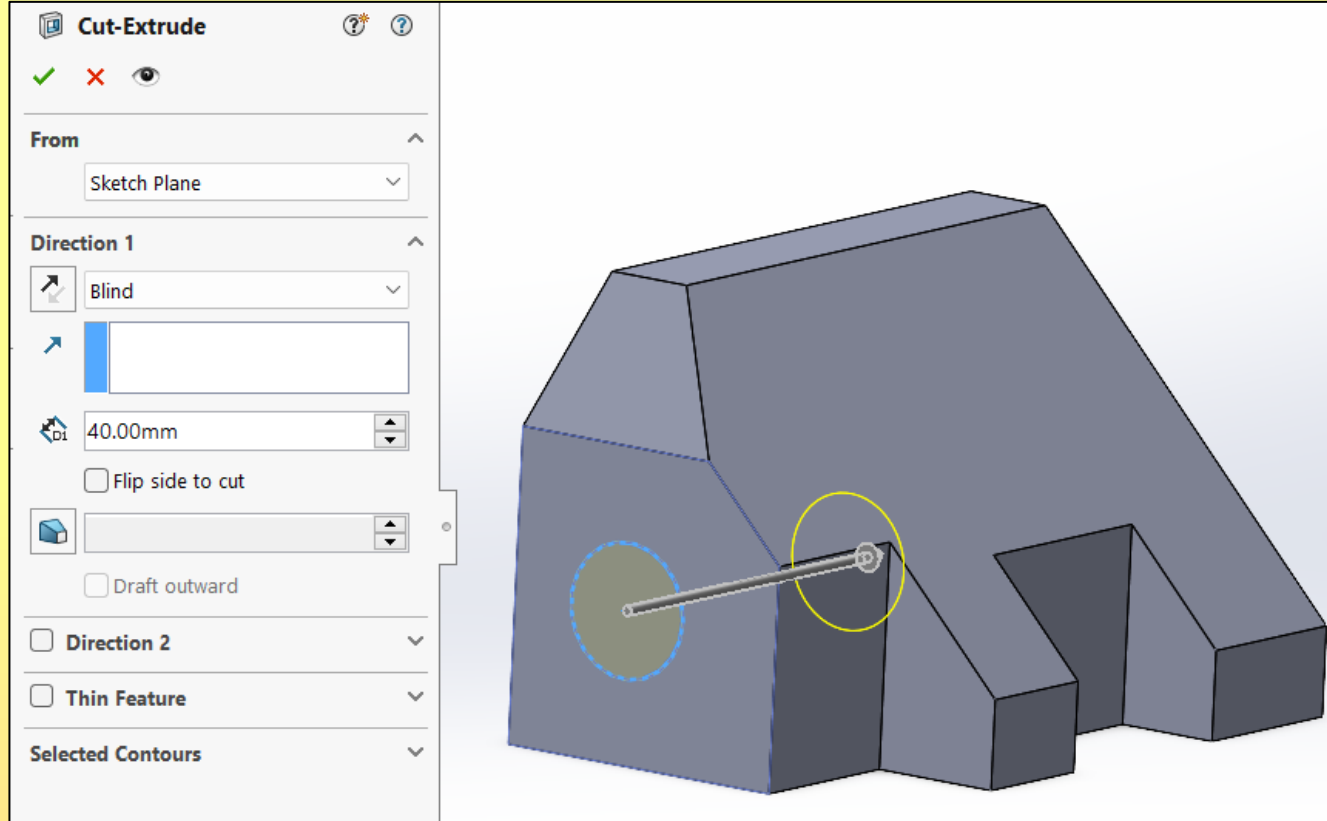 Cut-Extrude
From
Sketch Plane
Direction 1
Blind
D1
40.00mm
Flip side to cut
Draft outward
Direction 2
Thin Feature
Selected Contours